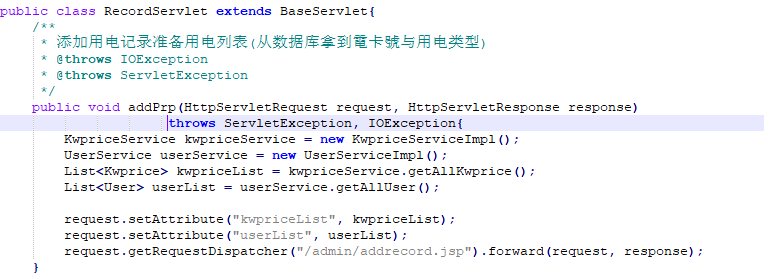 public class RecordServlet extends BaseServlet{
/**
* 添加用电记录准备用电列表(从数据库拿到電卡號与用电类型)
* @throws IOException
* @throws ServletException
*/
public void addPrp(HttpServletRequest request, HttpServletResponse response)
throws ServletException, IOException{
KwpriceService kwpriceService = new KwpriceServiceImpl();
UserService userService = new UserServiceImpl();
List<Kwprice> kwpriceList = kwpriceService.getAllKwprice();
List<User> userList = userService.getAllUser();
request.setAttribute("kwpriceList", kwpriceList);
request.setAttribute("userList", userList);
request.getRequestDispatcher("/admin/addrecord.jsp").forward(request, response);
}